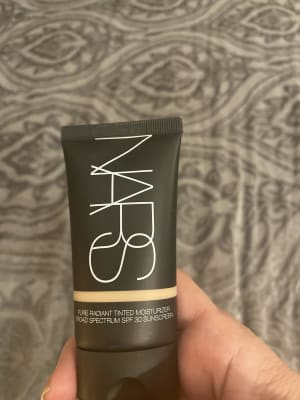 NARS
PURE RADIANT TINTED MOISTURIZER
BROAD SPECTRUM SPF 30 SUNSCREEN